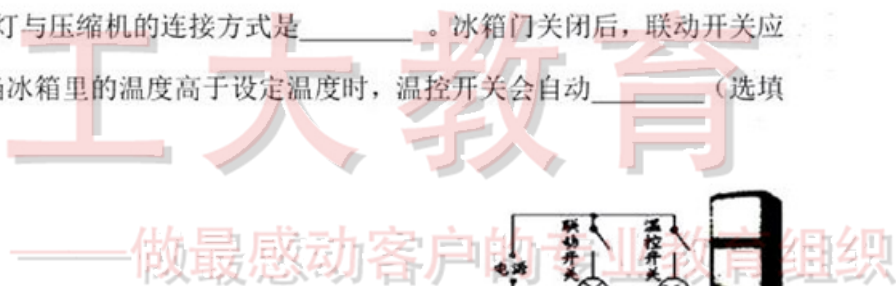 灯与压缩机的连接方式是________。冰箱门关闭后，联动开关应
当冰箱里的温度高于设定温度时，温控开关会自动________（选填
工大教育
——做最感动客户的专业教育组织
联动开关
温控开关
电源